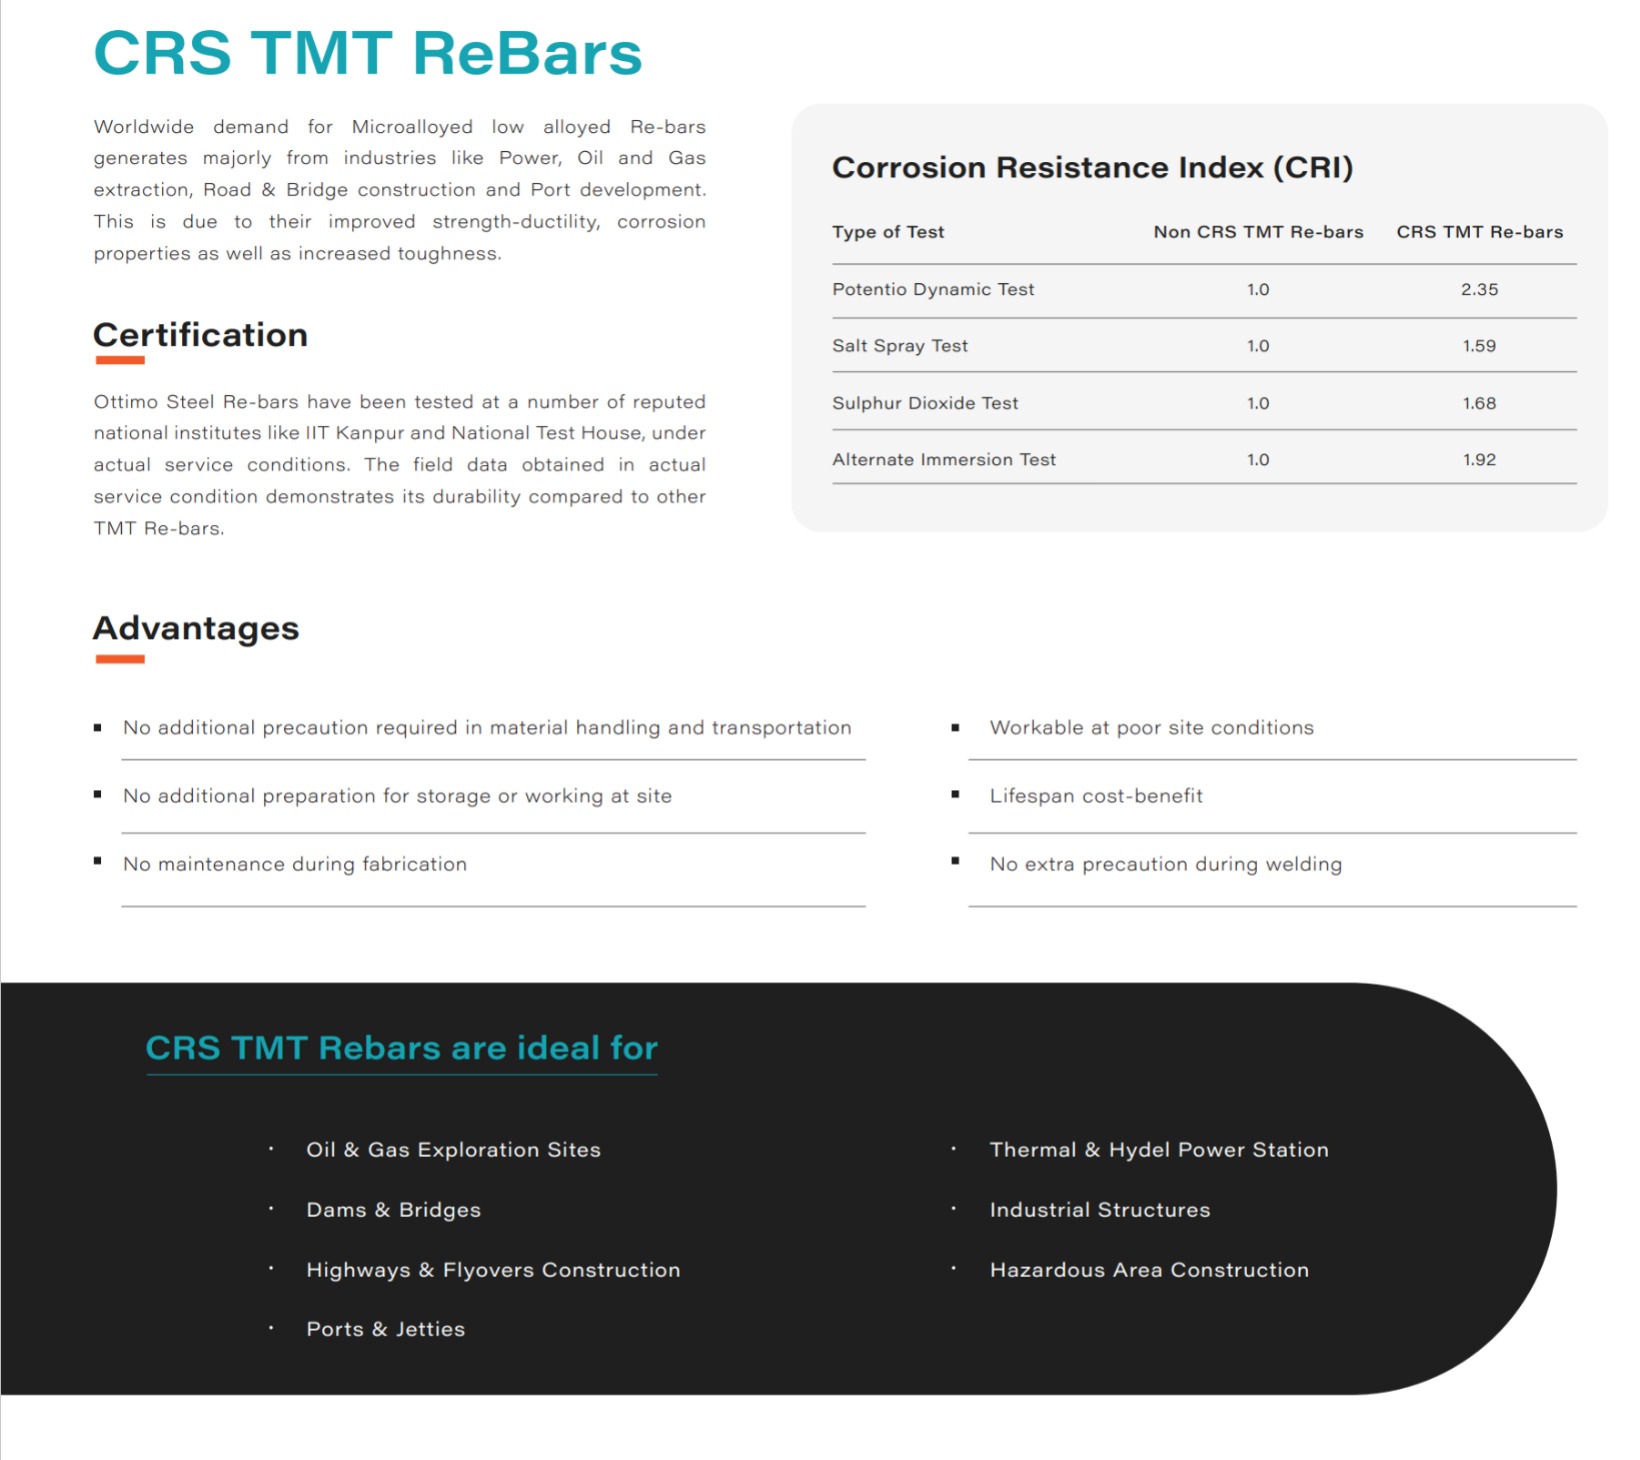 CRS TMT ReBars
Worldwide demand for Microalloyed low alloyed Re-bars
generates majorly from industries like Power, Oil and Gas
extraction, Road & Bridge construction and Port development.
This is due to their improved strength-ductility, corrosion
properties as well as increased toughness.
Certification
Ottimo Steel Re-bars have been tested at a number of reputed
national institutes like IIT Kanpur and National Test House, under
actual service conditions. The field data obtained in actual
service condition demonstrates its durability compared to other
TMT Re-bars.
Corrosion Resistance Index (CRI)
Type of Test Non CRS TMT Re-bars CRS TMT Re-bars
Potentio Dynamic Test 1.0 2.35
Salt Spray Test 1.0 1.59
Sulphur Dioxide Test 1.0 1.68
Alternate Immersion Test 1.0 1.92
Advantages
▪ No additional precaution required in material handling and transportation
▪ No additional preparation for storage or working at site
▪ No maintenance during fabrication
▪ Workable at poor site conditions
▪ Lifespan cost-benefit
▪ No extra precaution during welding
CRS TMT Rebars are ideal for
· Oil & Gas Exploration Sites
· Dams & Bridges
· Highways & Flyovers Construction
· Ports & Jetties
· Thermal & Hydel Power Station
· Industrial Structures
· Hazardous Area Construction